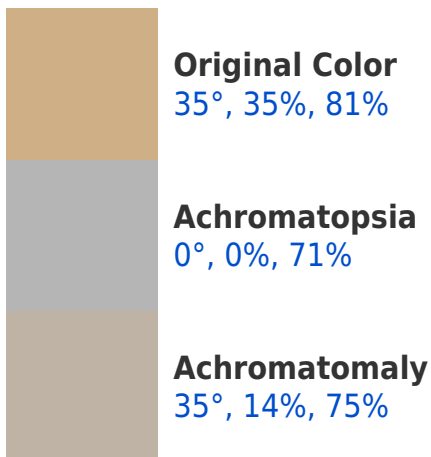 Original Color
35°, 35%, 81%
Achromatopsia
0°, 0%, 71%
Achromatomaly
35°, 14%, 75%